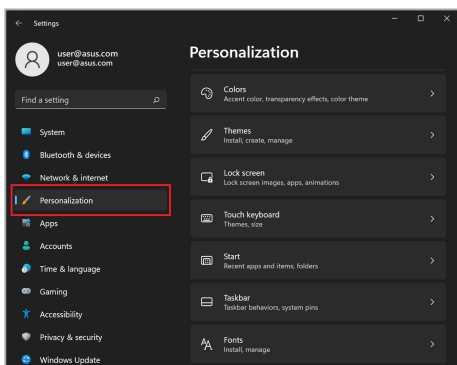 Settings
user@asus.com
user@asus.com
Find a setting
System
Bluetooth & devices
Network & internet
Personalization
Apps
Accounts
Time & language
Gaming
Accessibility
Privacy & security
Windows Update
Personalization
Colors
Accent color, transparency effects, color theme
Themes
Install, create, manage
Lock screen
Lock screen images, apps, animations
Touch keyboard
Themes, size
Start
Recent apps and items, folders
Taskbar
Taskbar behaviors, system pins
Fonts
Install, manage